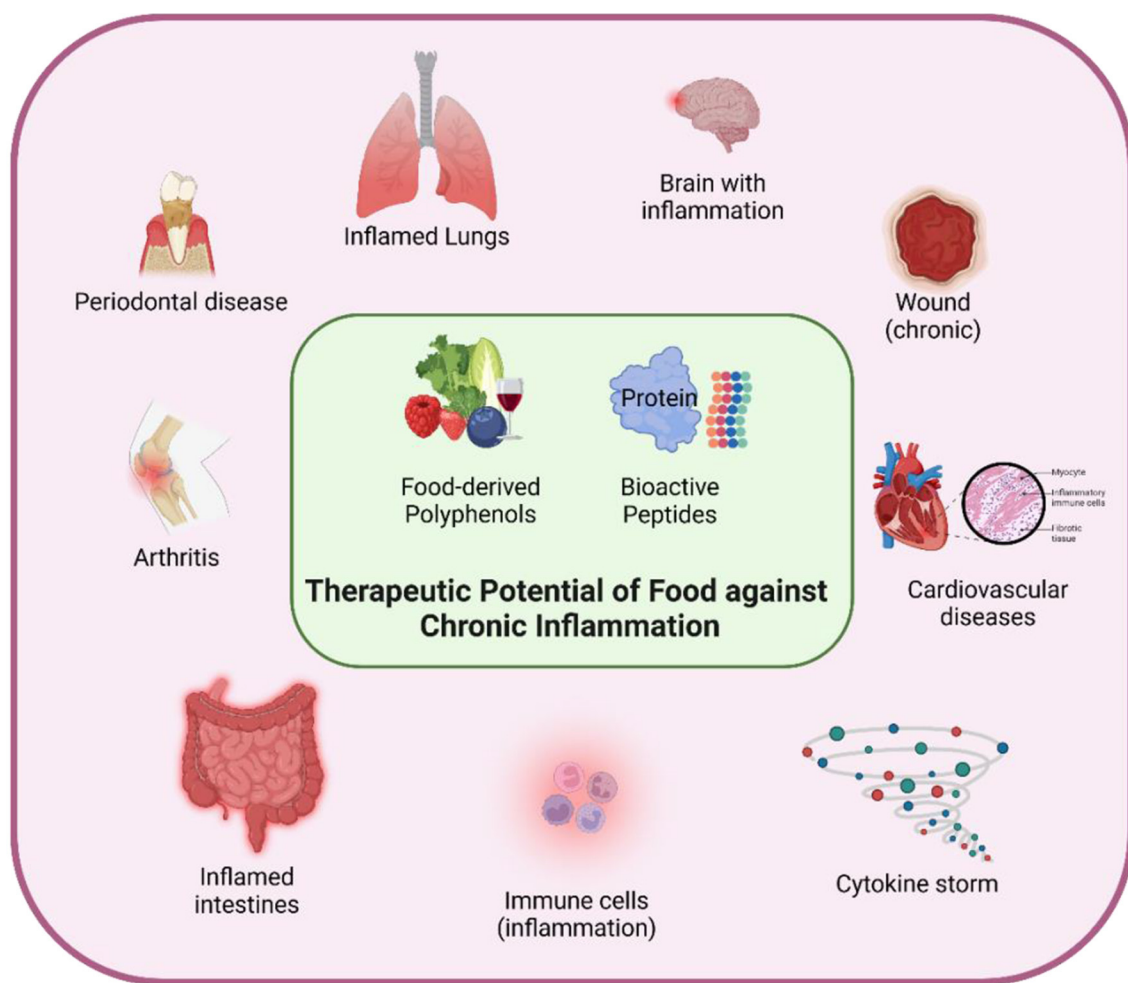 Inflamed Lungs
Brain with
inflammation
Periodontal disease
Wound
(chronic)
Protein
Food-derived
Polyphenols
Bioactive
Peptides
Therapeutic Potential of Food against
Chronic Inflammation
Arthritis
Myocyte
Inflammatory
immune cells
Fibrotic
tissue
Cardiovascular
diseases
Inflamed
intestines
Immune cells
(inflammation)
Cytokine storm